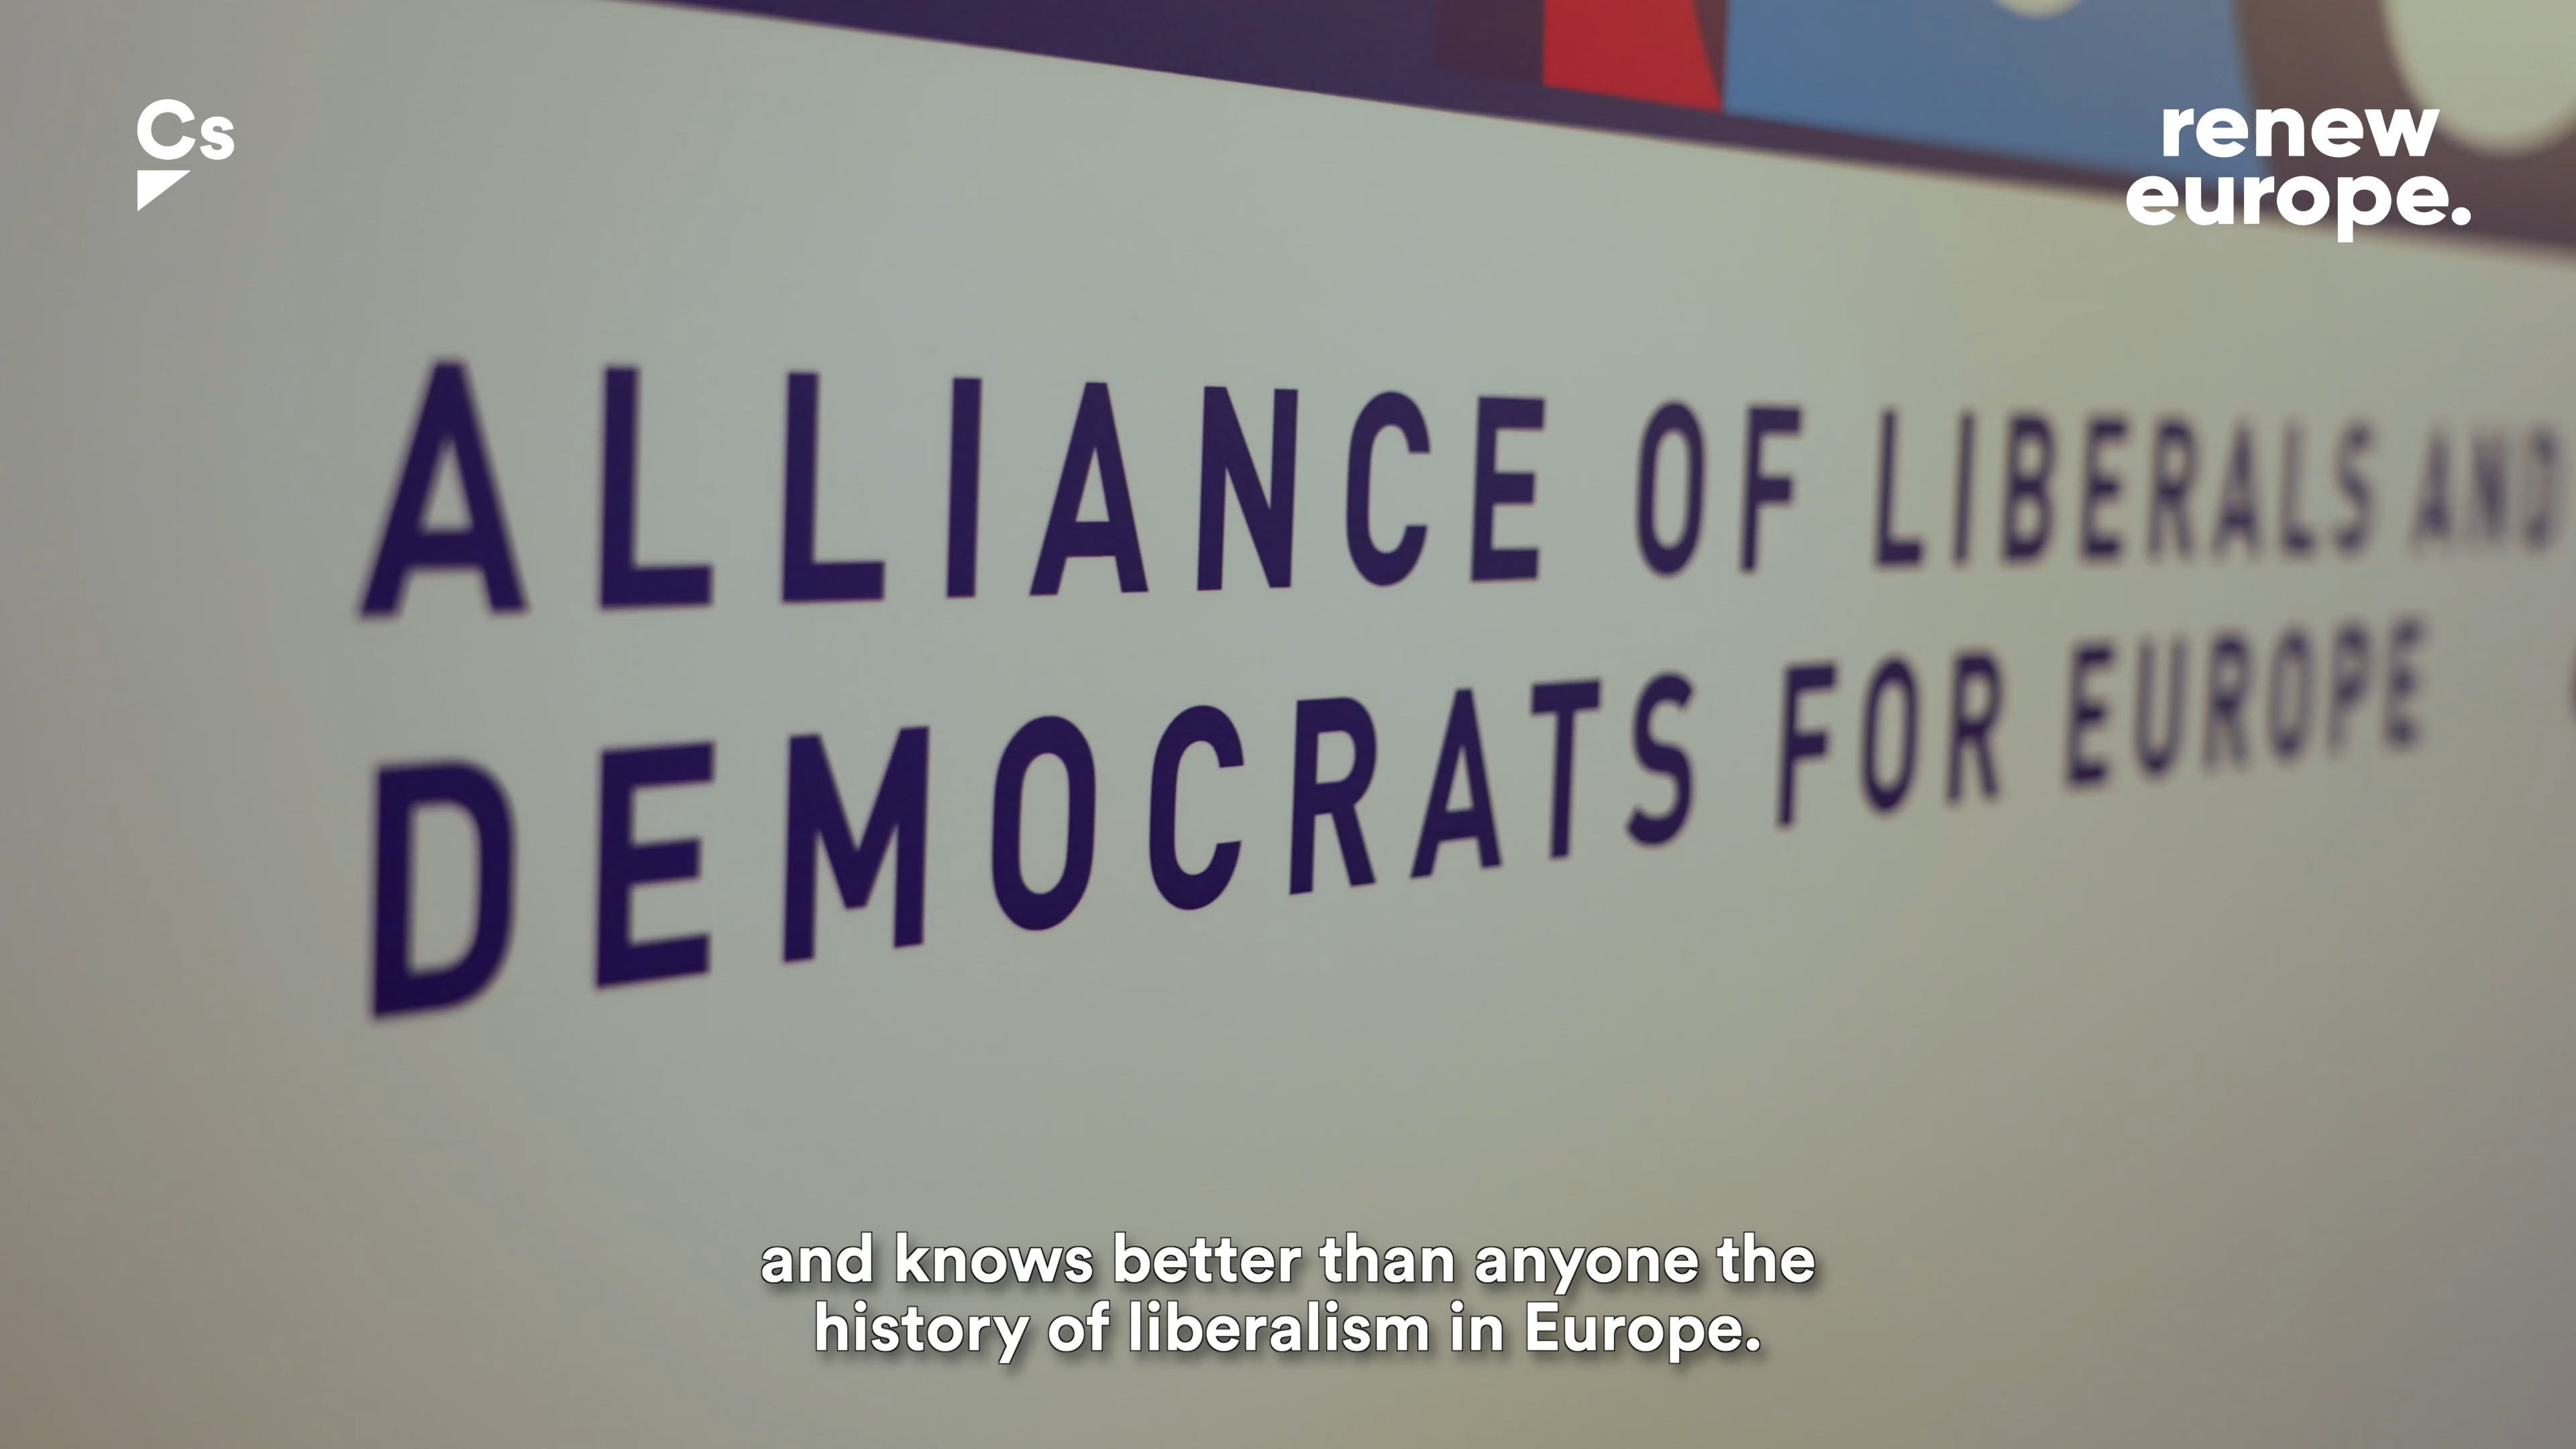 Cs
renew
europe.
ALLIANCE OF LIBERALS AND
DEMOCRATS FOR EUROPE
and knows better than anyone the
history of liberalism in Europe.